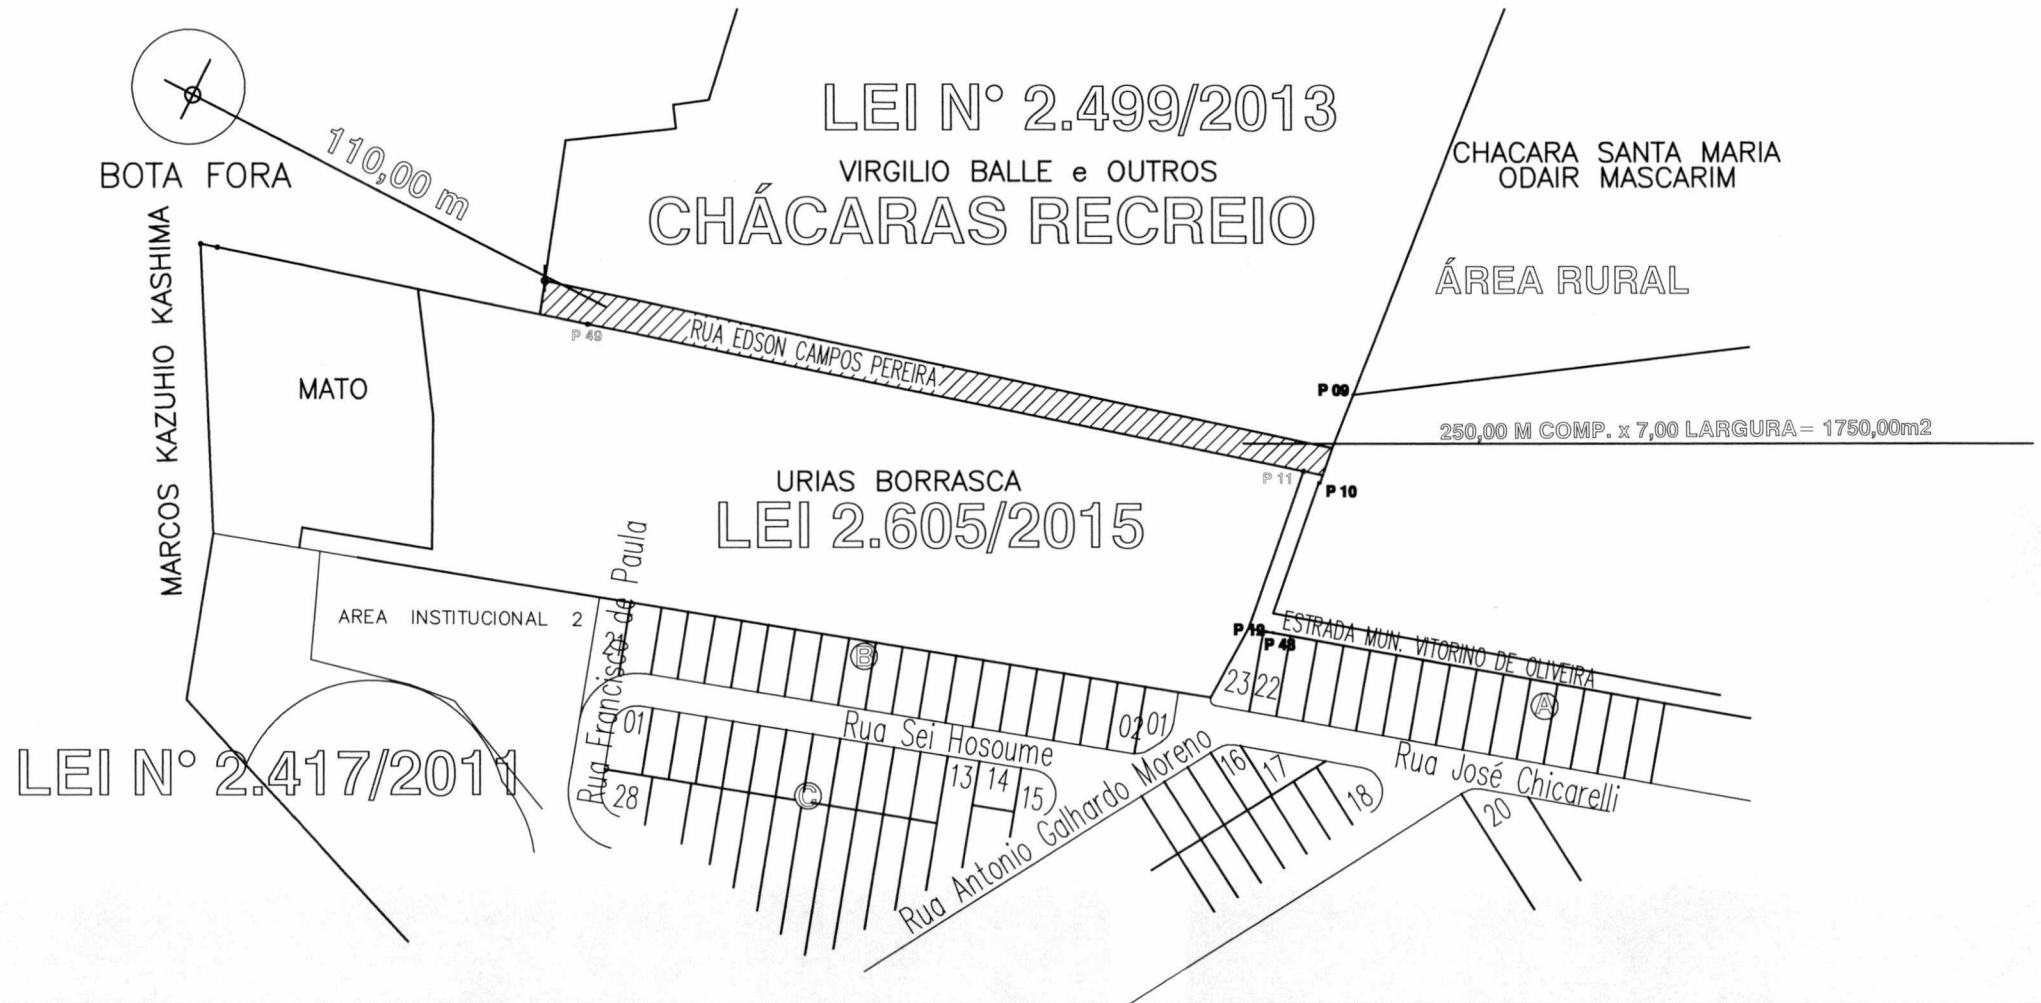 LEI N° 2.499/2013
VIRGILIO BALLE e OUTROS
CHÁCARAS RECREIO
CHACARA SANTA MARIA
ODAIR MASCARIM
ÁREA RURAL
110,00 m
BOTA FORA
MARCOS KAZUHIO KASHIMA
MATO
P 49
RUA EDSON CAMPOS PEREIRA
P 09
250,00 M COMP. x 7,00 LARGURA= 1750,00m2
P 11
P 10
URIAS BORRASCA
LEI 2.605/2015
AREA INSTITUCIONAL 2
Rua Francisco de Paula
21
B
P 19
P 48
ESTRADA MUN. VITORINO DE OLIVEIRA
23
22
A
01
Rua Sei Hosoume
02
01
Rua José Chicarelli
LEI N° 2.417/2011
28
C
13
14
15
Rua Antonio Galhardo Moreno
16
17
18
20